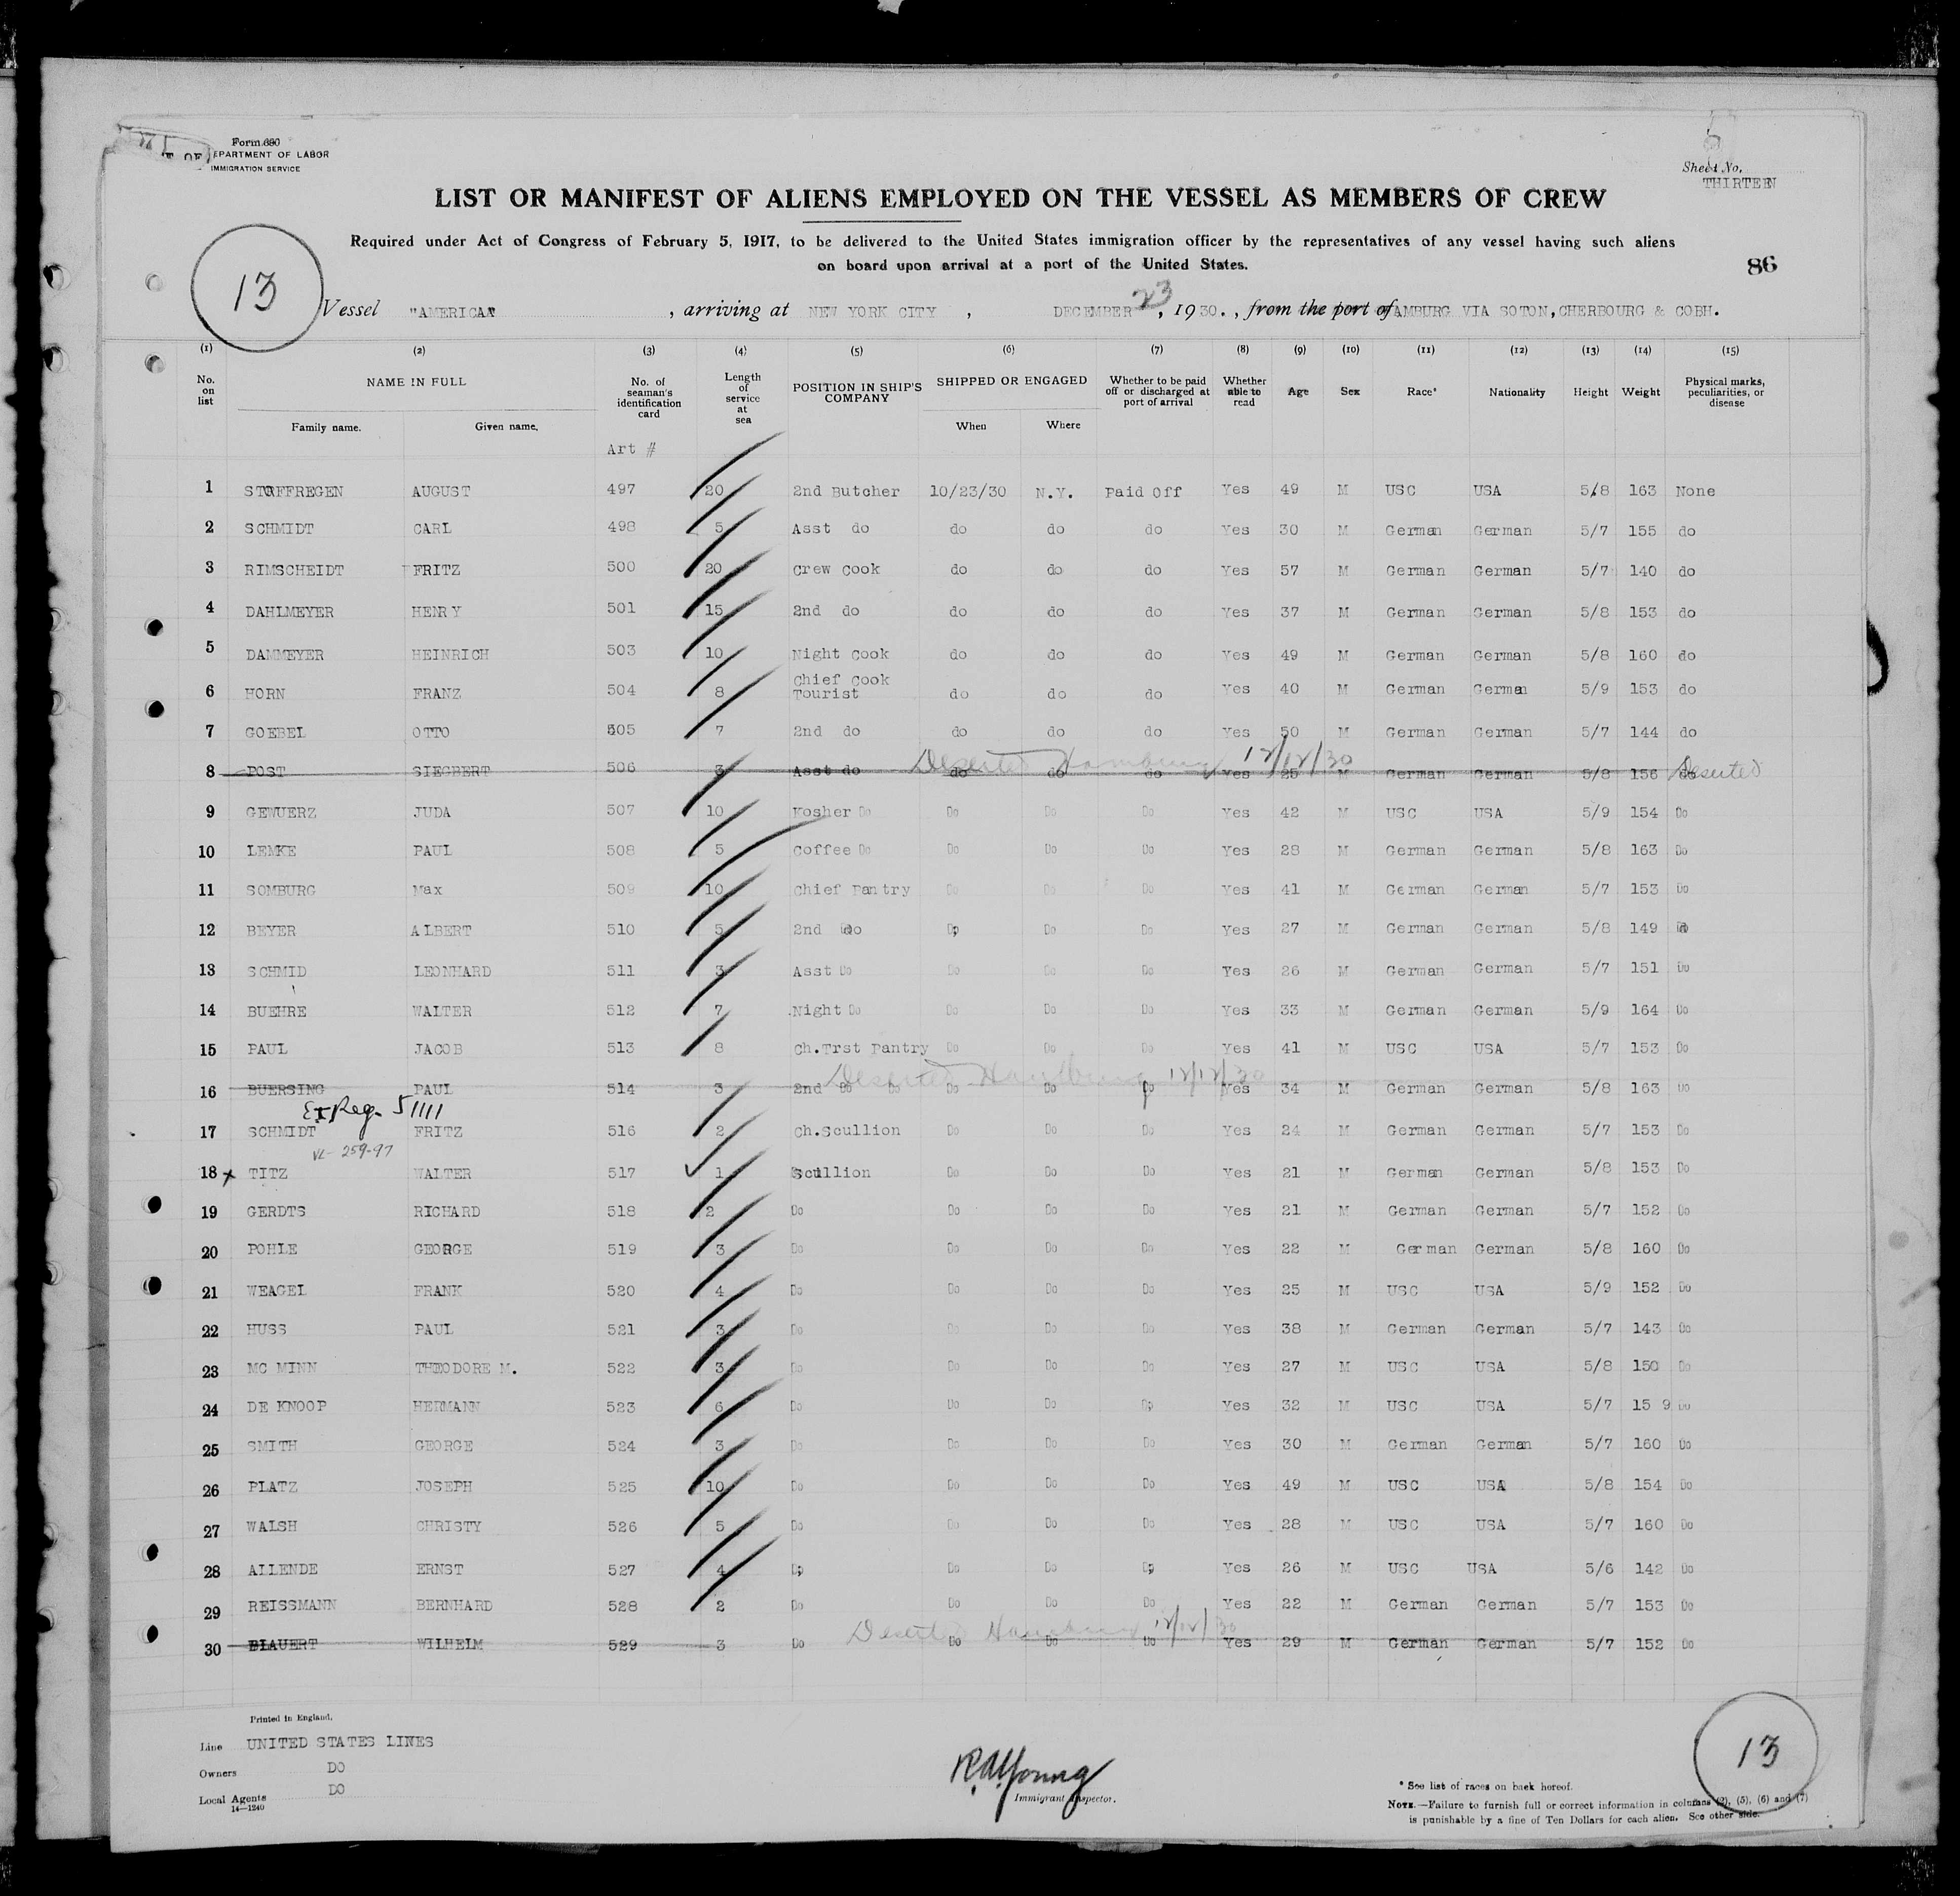 Form 680
DEPARTMENT OF LABOR
IMMIGRATION SERVICE
Sheet No.
THIRTEEN
LIST OR MANIFEST OF ALIENS EMPLOYED ON THE VESSEL AS MEMBERS OF CREW
Required under Act of Congress of February 5, 1917, to be delivered to the United States immigration officer by the representatives of any vessel having such aliens
on board upon arrival at a port of the United States.
86
13
Vessel "AMERICA" , arriving at NEW YORK CITY , DECEMBER 23, 1930. , from the port of AMBURG VIA SOTON, CHERBOURG & COBH.
(1) (2) (3) (4) (5) (6) (7) (8) (9) (10) (11) (12) (13) (14) (15)
No. on list NAME IN FULL Family name. Given name. No. of seaman's identification card Length of service at sea POSITION IN SHIP'S COMPANY SHIPPED OR ENGAGED When Where Whether to be paid off or discharged at port of arrival Whether able to read Age Sex Race* Nationality Height Weight Physical marks, peculiarities, or disease
Art #
1 STOFFREGEN AUGUST 497 20 2nd Butcher 10/23/30 N.Y. Paid Off Yes 49 M USC USA 5/8 163 None
2 SCHMIDT CARL 498 5 Asst do do do do Yes 30 M German German 5/7 155 do
3 RIMSCHEIDT FRITZ 500 20 Crew Cook do do do Yes 57 M German German 5/7 140 do
4 DAHLMEYER HENRY 501 15 2nd do do do do Yes 37 M German German 5/8 153 do
5 DAMMEYER HEINRICH 503 10 Night Cook do do do Yes 49 M German German 5/8 160 do
6 HORN FRANZ 504 8 Chief Cook Tourist do do do Yes 40 M German German 5/9 153 do
7 GOEBEL OTTO 505 7 2nd do do do do Yes 50 M German German 5/7 144 do
Deserted Hamburg 12/12/30
8 POST SIEGBERT 506 3 Asst do do do do Yes 25 M German German 5/8 156 do Deserted
9 GEWUERZ JUDA 507 10 Kosher Do Do Do Do Yes 42 M USC USA 5/9 154 Do
10 LEMKE PAUL 508 5 Coffee Do Do Do Do Yes 28 M German German 5/8 163 Do
11 SOMBURG Max 509 10 Chief Pantry Do Do Do Yes 41 M German German 5/7 153 Do
12 BEYER ALBERT 510 5 2nd Do Do Do Do Yes 27 M German German 5/8 149 Do
13 SCHMID LEONHARD 511 3 Asst Do Do Do Do Yes 26 M German German 5/7 151 Do
14 BUEHRE WALTER 512 7 Night Do Do Do Do Yes 33 M German German 5/9 164 Do
15 PAUL JACOB 513 8 Ch.Trst Pantry Do Do Do Yes 41 M USC USA 5/7 153 Do
Deserted Hamburg 12/12/30
16 BUERSING PAUL 514 3 2nd Do Do Do Do Do Yes 34 M German German 5/8 163 Do
Ex Reg. 51111
17 SCHMIDT FRITZ 516 2 Ch.Scullion Do Do Do Yes 24 M German German 5/7 153 Do
VL- 259-97
18 x TITZ WALTER 517 1 Scullion Do Do Do Yes 21 M German German 5/8 153 Do
19 GERDTS RICHARD 518 2 Do Do Do Do Yes 21 M German German 5/7 152 Do
20 POHLE GEORGE 519 3 Do Do Do Do Yes 22 M German German 5/8 160 Do
21 WEAGEL FRANK 520 4 Do Do Do Do Yes 25 M USC USA 5/9 152 Do
22 HUSS PAUL 521 3 Do Do Do Do Yes 38 M German German 5/7 143 Do
23 MC MINN THEODORE M. 522 3 Do Do Do Do Yes 27 M USC USA 5/8 150 Do
24 DE KNOOP HERMANN 523 6 Do Do Do Do Yes 32 M USC USA 5/7 15 9 Do
25 SMITH GEORGE 524 3 Do Do Do Do Yes 30 M German German 5/7 160 Do
26 PLATZ JOSEPH 525 10 Do Do Do Do Yes 49 M USC USA 5/8 154 Do
27 WALSH CHRISTY 526 5 Do Do Do Do Yes 28 M USC USA 5/7 160 Do
28 ALLENDE ERNST 527 4 Do Do Do Do Yes 26 M USC USA 5/6 142 Do
29 REISSMANN BERNHARD 528 2 Do Do Do Do Yes 22 M German German 5/7 153 Do
Deserted Hamburg 12/12/30
30 BLAUERT WILHELM 529 3 Do Do Do Do Yes 29 M German German 5/7 152 Do
Printed in England.
Line UNITED STATES LINES
Owners DO
Local Agents DO
14—1240
R.A. Young
Immigrant Inspector.
13
* See list of races on back hereof.
NOTE.—Failure to furnish full or correct information in columns (2), (5), (6) and (7)
is punishable by a fine of Ten Dollars for each alien. See other side.